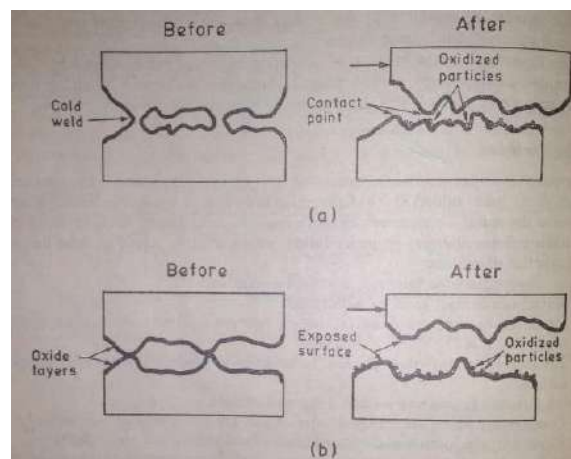 Before
After
Cold
weld
Oxidized
particles
Contact
point
(a)
Before
After
Oxide
layers
Exposed
surface
Oxidized
particles
(b)